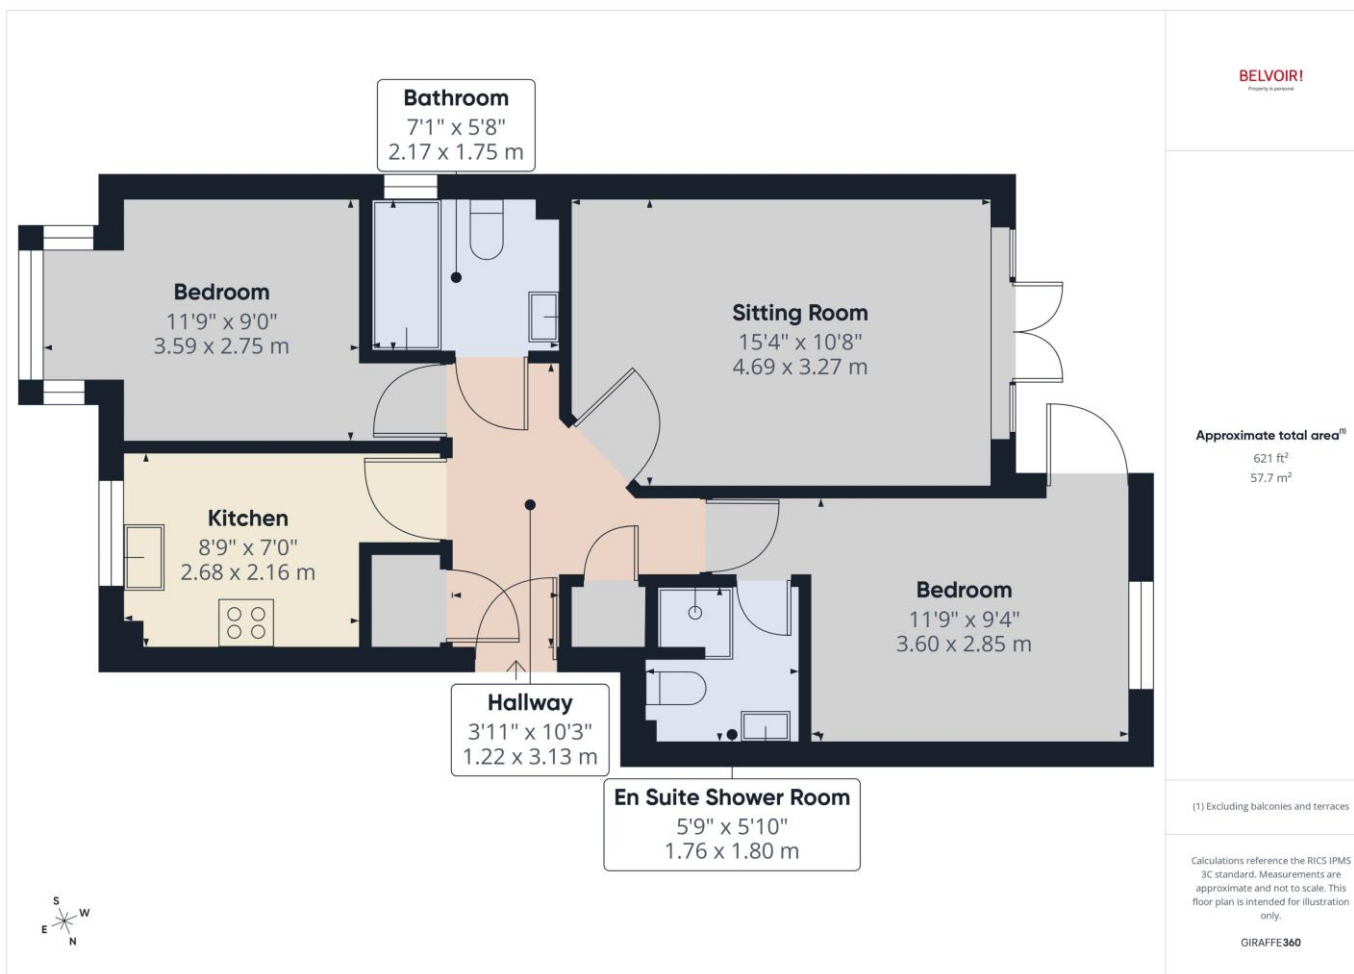 BELVOIR!
Property is personal
Bathroom
7'1" x 5'8"
2.17 x 1.75 m
Bedroom
11'9" x 9'0"
3.59 x 2.75 m
Sitting Room
15'4" x 10'8"
4.69 x 3.27 m
Kitchen
8'9" x 7'0"
2.68 x 2.16 m
Bedroom
11'9" x 9'4"
3.60 x 2.85 m
Hallway
3'11" x 10'3"
1.22 x 3.13 m
En Suite Shower Room
5'9" x 5'10"
1.76 x 1.80 m
S
W
E
N
Approximate total area⁽¹⁾
621 ft²
57.7 m²
(1) Excluding balconies and terraces
Calculations reference the RICS IPMS
3C standard. Measurements are
approximate and not to scale. This
floor plan is intended for illustration
only.
GIRAFFE360